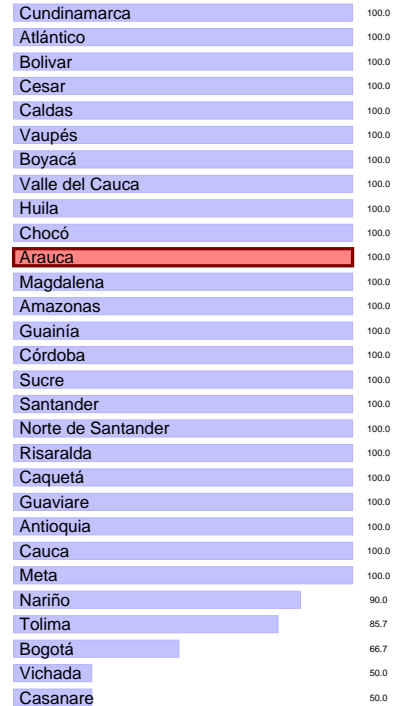 Cundinamarca 100.0
Atlántico 100.0
Bolivar 100.0
Cesar 100.0
Caldas 100.0
Vaupés 100.0
Boyacá 100.0
Valle del Cauca 100.0
Huila 100.0
Chocó 100.0
Arauca 100.0
Magdalena 100.0
Amazonas 100.0
Guainía 100.0
Córdoba 100.0
Sucre 100.0
Santander 100.0
Norte de Santander 100.0
Risaralda 100.0
Caquetá 100.0
Guaviare 100.0
Antioquia 100.0
Cauca 100.0
Meta 100.0
Nariño 90.0
Tolima 85.7
Bogotá 66.7
Vichada 50.0
Casanare 50.0